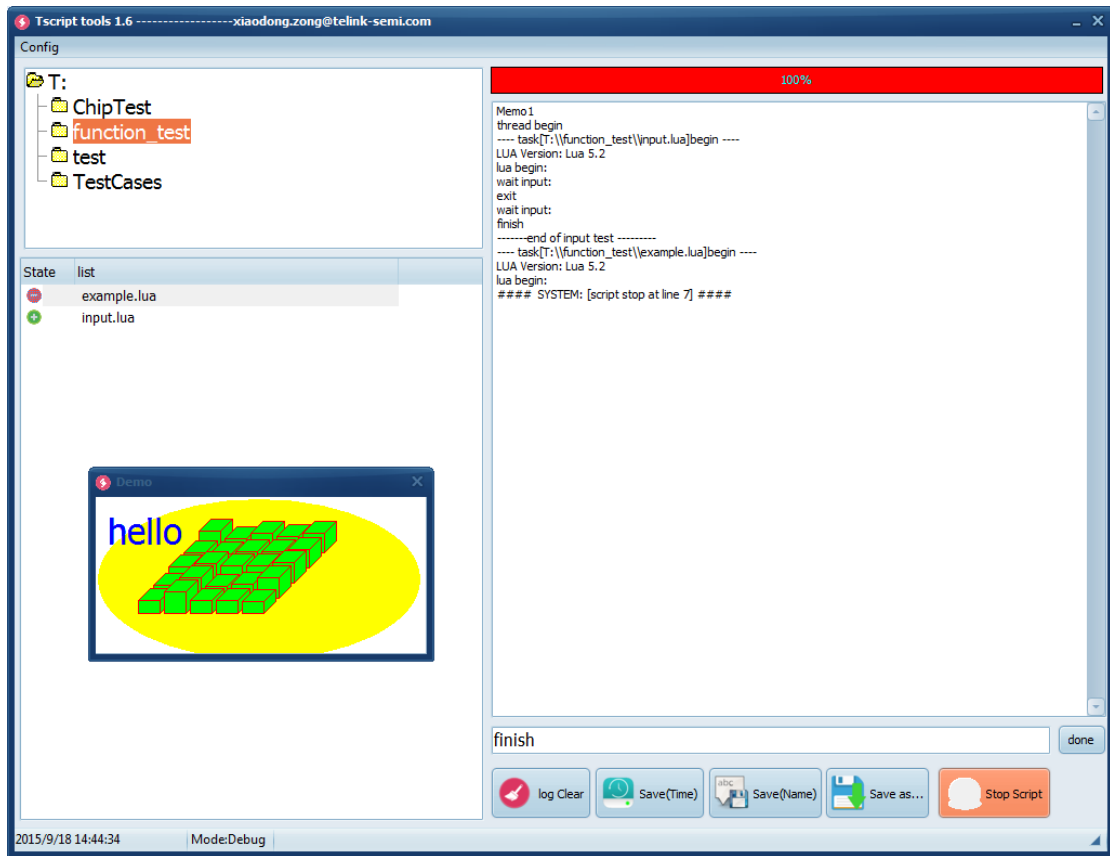 Tscript tools 1.6 ------------------xiaodong.zong@telink-semi.com
Config
T:
ChipTest
function_test
test
TestCases
State list
example.lua
input.lua
Demo
hello
100%
Memo1
thread begin
---- task[T:\\function_test\\input.lua]begin ----
LUA Version: Lua 5.2
lua begin:
wait input:
exit
wait input:
finish
-------end of input test ---------
---- task[T:\\function_test\\example.lua]begin ----
LUA Version: Lua 5.2
lua begin:
#### SYSTEM: [script stop at line 7] ####
finish
done
log Clear
Save(Time)
abc
Save(Name)
Save as...
Stop Script
2015/9/18 14:44:34 Mode:Debug